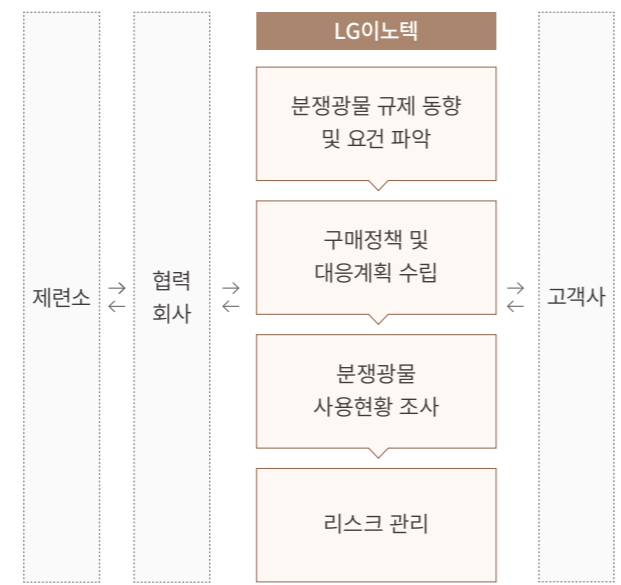 LG이노텍
분쟁광물 규제 동향
및 요건 파악
구매정책 및
대응계획 수립
제련소
협력
회사
고객사
분쟁광물
사용현황 조사
리스크 관리